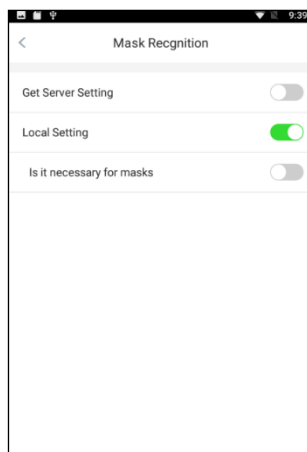 9:39
Mask Recgnition
Get Server Setting
Local Setting
Is it necessary for masks